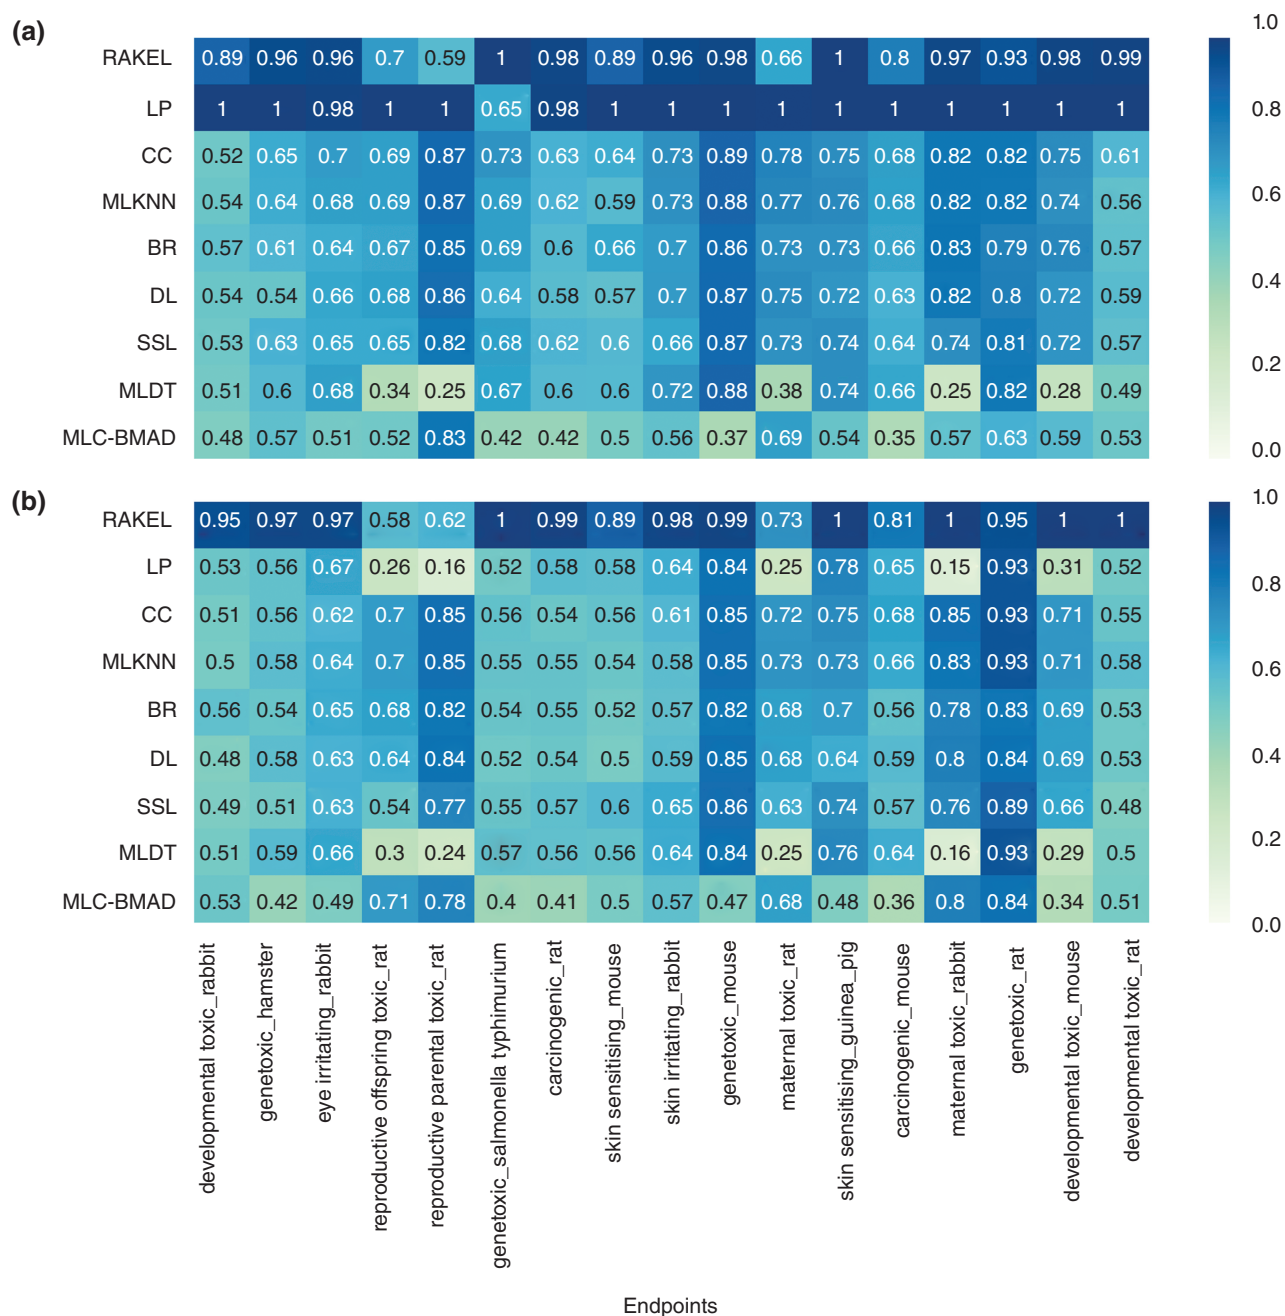 (a)
1.0
RAKEL 0.89 0.96 0.96 0.7 0.59 1 0.98 0.89 0.96 0.98 0.66 1 0.8 0.97 0.93 0.98 0.99
LP 1 1 0.98 1 1 0.65 0.98 1 1 1 1 1 1 1 1 1 1
0.8
CC 0.52 0.65 0.7 0.69 0.87 0.73 0.63 0.64 0.73 0.89 0.78 0.75 0.68 0.82 0.82 0.75 0.61
MLKNN 0.54 0.64 0.68 0.69 0.87 0.69 0.62 0.59 0.73 0.88 0.77 0.76 0.68 0.82 0.82 0.74 0.56
0.6
BR 0.57 0.61 0.64 0.67 0.85 0.69 0.6 0.66 0.7 0.86 0.73 0.73 0.66 0.83 0.79 0.76 0.57
DL 0.54 0.54 0.66 0.68 0.86 0.64 0.58 0.57 0.7 0.87 0.75 0.72 0.63 0.82 0.8 0.72 0.59
0.4
SSL 0.53 0.63 0.65 0.65 0.82 0.68 0.62 0.6 0.66 0.87 0.73 0.74 0.64 0.74 0.81 0.72 0.57
0.2
MLDT 0.51 0.6 0.68 0.34 0.25 0.67 0.6 0.6 0.72 0.88 0.38 0.74 0.66 0.25 0.82 0.28 0.49
MLC-BMAD 0.48 0.57 0.51 0.52 0.83 0.42 0.42 0.5 0.56 0.37 0.69 0.54 0.35 0.57 0.63 0.59 0.53
0.0
(b)
1.0
RAKEL 0.95 0.97 0.97 0.58 0.62 1 0.99 0.89 0.98 0.99 0.73 1 0.81 1 0.95 1 1
LP 0.53 0.56 0.67 0.26 0.16 0.52 0.58 0.58 0.64 0.84 0.25 0.78 0.65 0.15 0.93 0.31 0.52
0.8
CC 0.51 0.56 0.62 0.7 0.85 0.56 0.54 0.56 0.61 0.85 0.72 0.75 0.68 0.85 0.93 0.71 0.55
MLKNN 0.5 0.58 0.64 0.7 0.85 0.55 0.55 0.54 0.58 0.85 0.73 0.73 0.66 0.83 0.93 0.71 0.58
0.6
BR 0.56 0.54 0.65 0.68 0.82 0.54 0.55 0.52 0.57 0.82 0.68 0.7 0.56 0.78 0.83 0.69 0.53
DL 0.48 0.58 0.63 0.64 0.84 0.52 0.54 0.5 0.59 0.85 0.68 0.64 0.59 0.8 0.84 0.69 0.53
0.4
SSL 0.49 0.51 0.63 0.54 0.77 0.55 0.57 0.6 0.65 0.86 0.63 0.74 0.57 0.76 0.89 0.66 0.48
0.2
MLDT 0.51 0.59 0.66 0.3 0.24 0.57 0.56 0.56 0.64 0.84 0.25 0.76 0.64 0.16 0.93 0.29 0.5
MLC-BMAD 0.53 0.42 0.49 0.71 0.78 0.4 0.41 0.5 0.57 0.47 0.68 0.48 0.36 0.8 0.84 0.34 0.51
0.0
developmental toxic_rabbit
genetoxic_hamster
eye irritating_rabbit
reproductive offspring toxic_rat
reproductive parental toxic_rat
genetoxic_salmonella typhimurium
carcinogenic_rat
skin sensitising_mouse
skin irritating_rabbit
genetoxic_mouse
maternal toxic_rat
skin sensitising_guinea_pig
carcinogenic_mouse
maternal toxic_rabbit
genetoxic_rat
developmental toxic_mouse
developmental toxic_rat
Endpoints